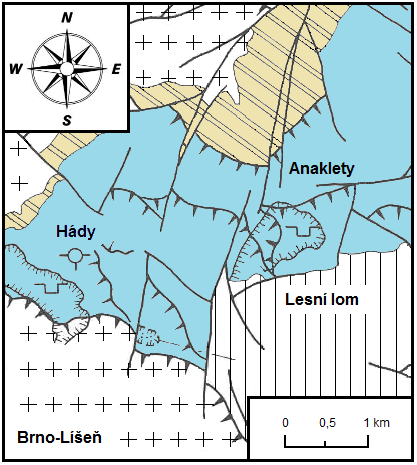 N
W E
S
Anaklety
Hády
Lesní lom
Brno-Líšeň
0 0,5 1 km